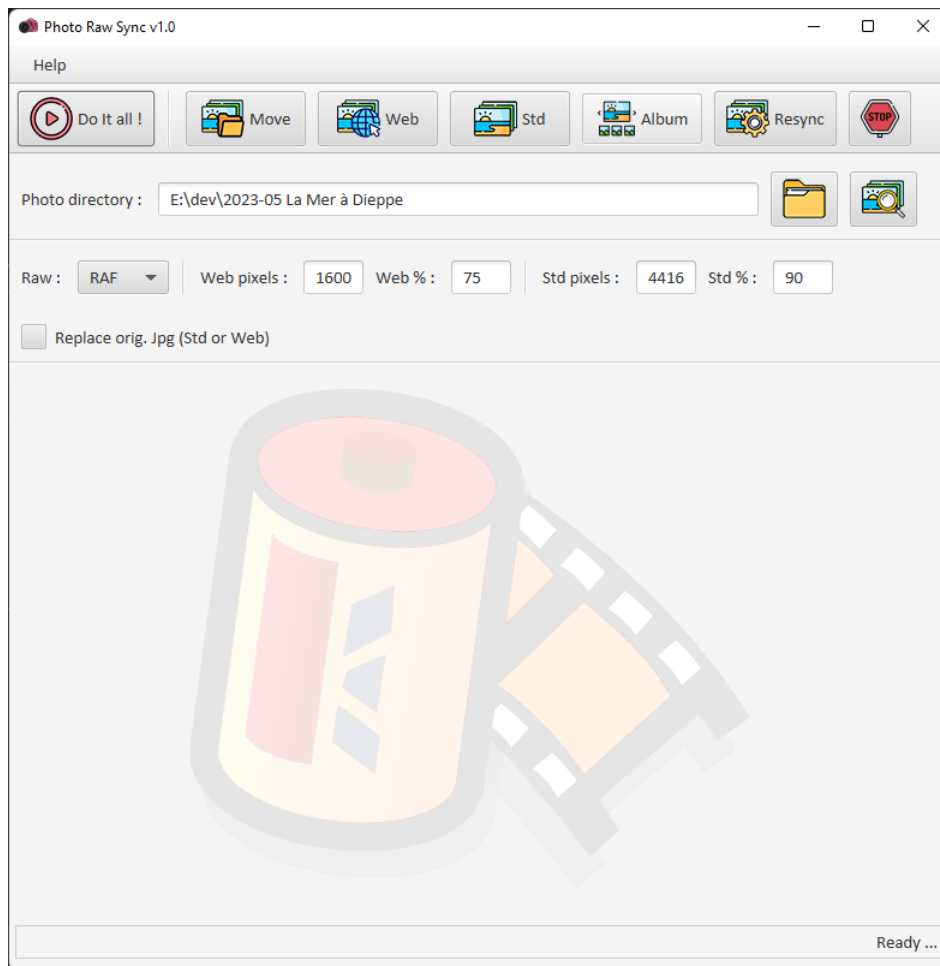 Photo Raw Sync v1.0
Help
Do It all ! Move Web Std Album Resync STOP
Photo directory : E:\dev\2023-05 La Mer à Dieppe
Raw : RAF Web pixels : 1600 Web % : 75 Std pixels : 4416 Std % : 90
Replace orig. Jpg (Std or Web)
Ready ...